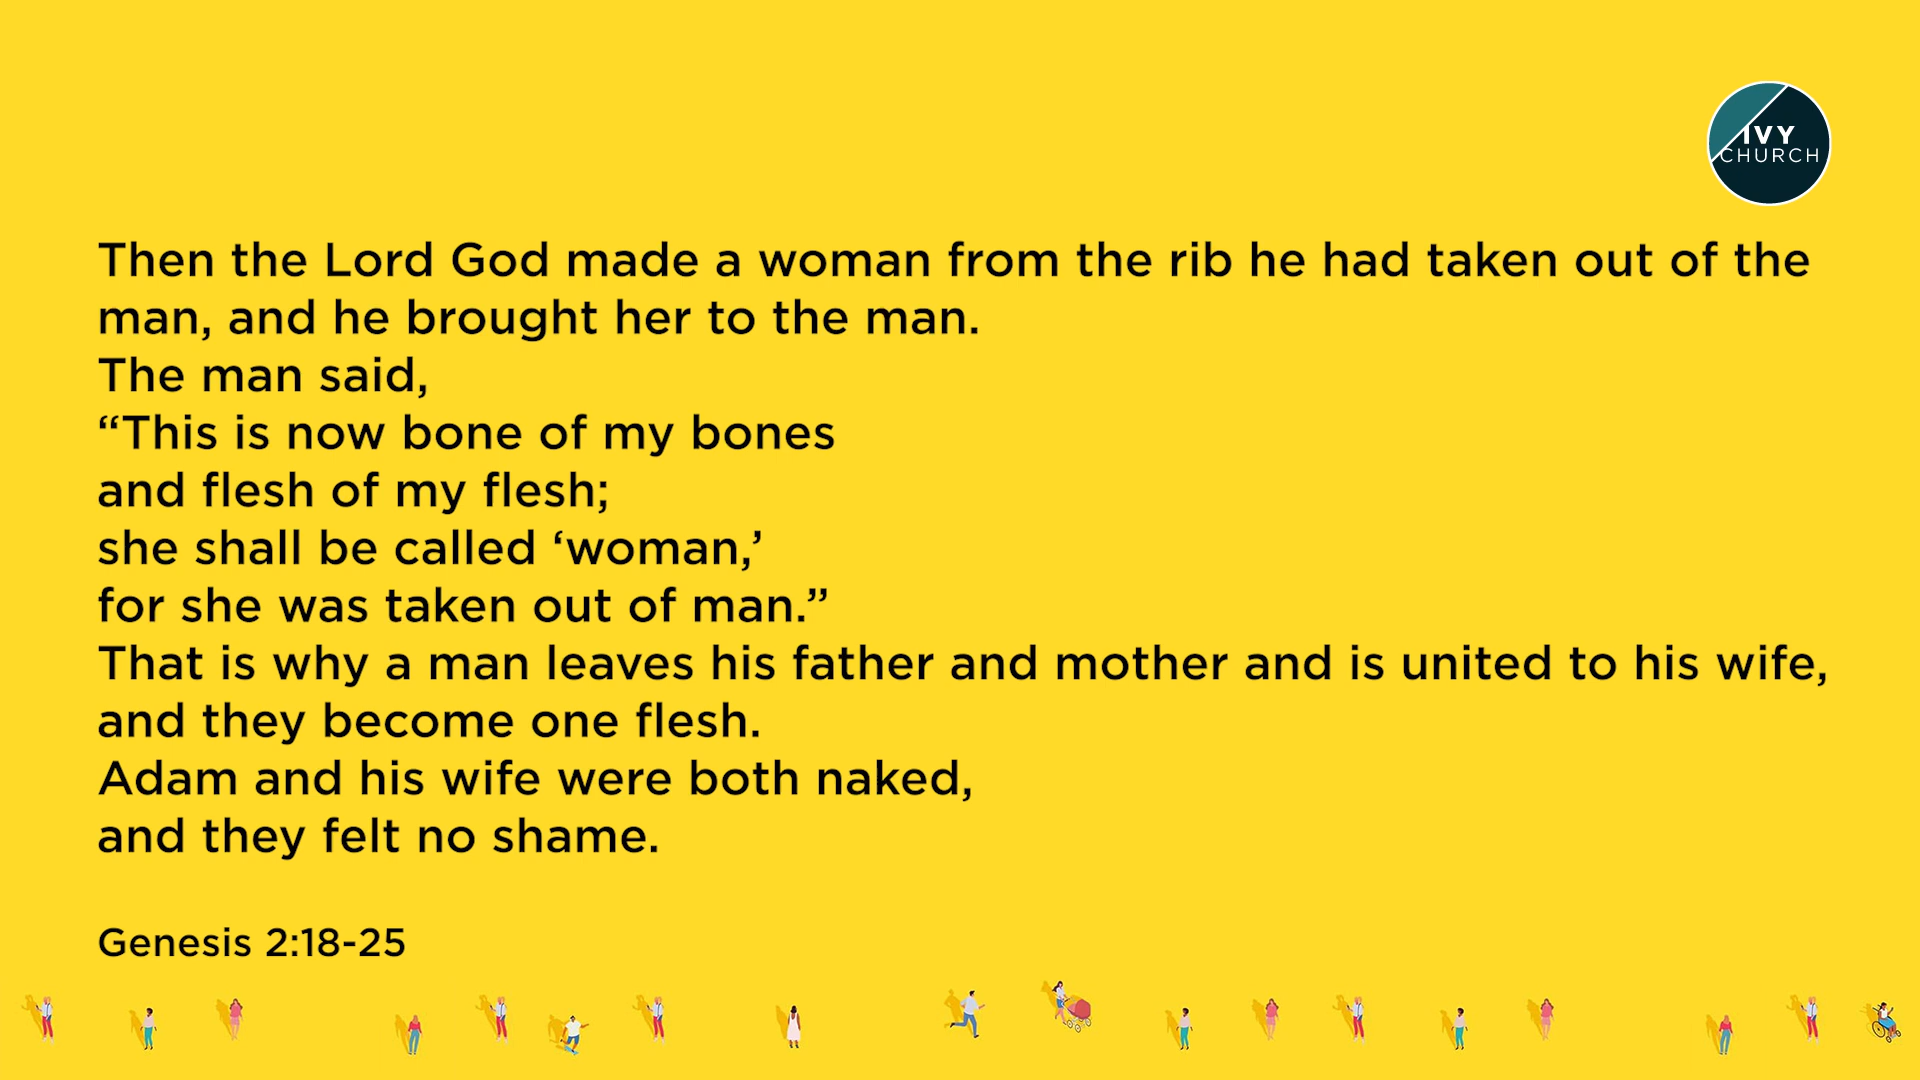 IVY
CHURCH
Then the Lord God made a woman from the rib he had taken out of the
man, and he brought her to the man.
The man said,
“This is now bone of my bones
and flesh of my flesh;
she shall be called ‘woman,’
for she was taken out of man.”
That is why a man leaves his father and mother and is united to his wife,
and they become one flesh.
Adam and his wife were both naked,
and they felt no shame.
Genesis 2:18-25